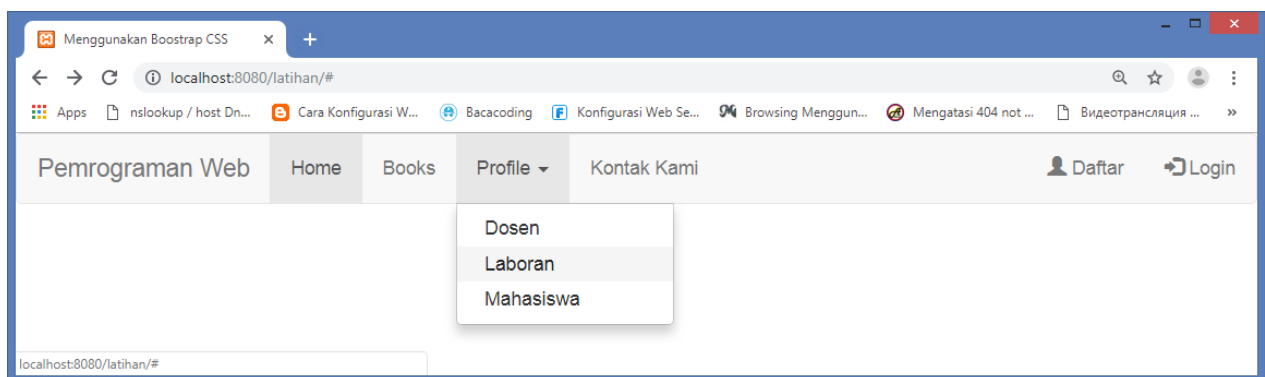 Menggunakan Boostrap CSS
localhost:8080/latihan/#
Apps nslookup / host Dn... Cara Konfigurasi W... Bacacoding Konfigurasi Web Se... Browsing Menggun... Mengatasi 404 not ... Видеотрансляция ... »
Pemrograman Web Home Books Profile Kontak Kami Daftar Login
Dosen
Laboran
Mahasiswa
localhost:8080/latihan/#